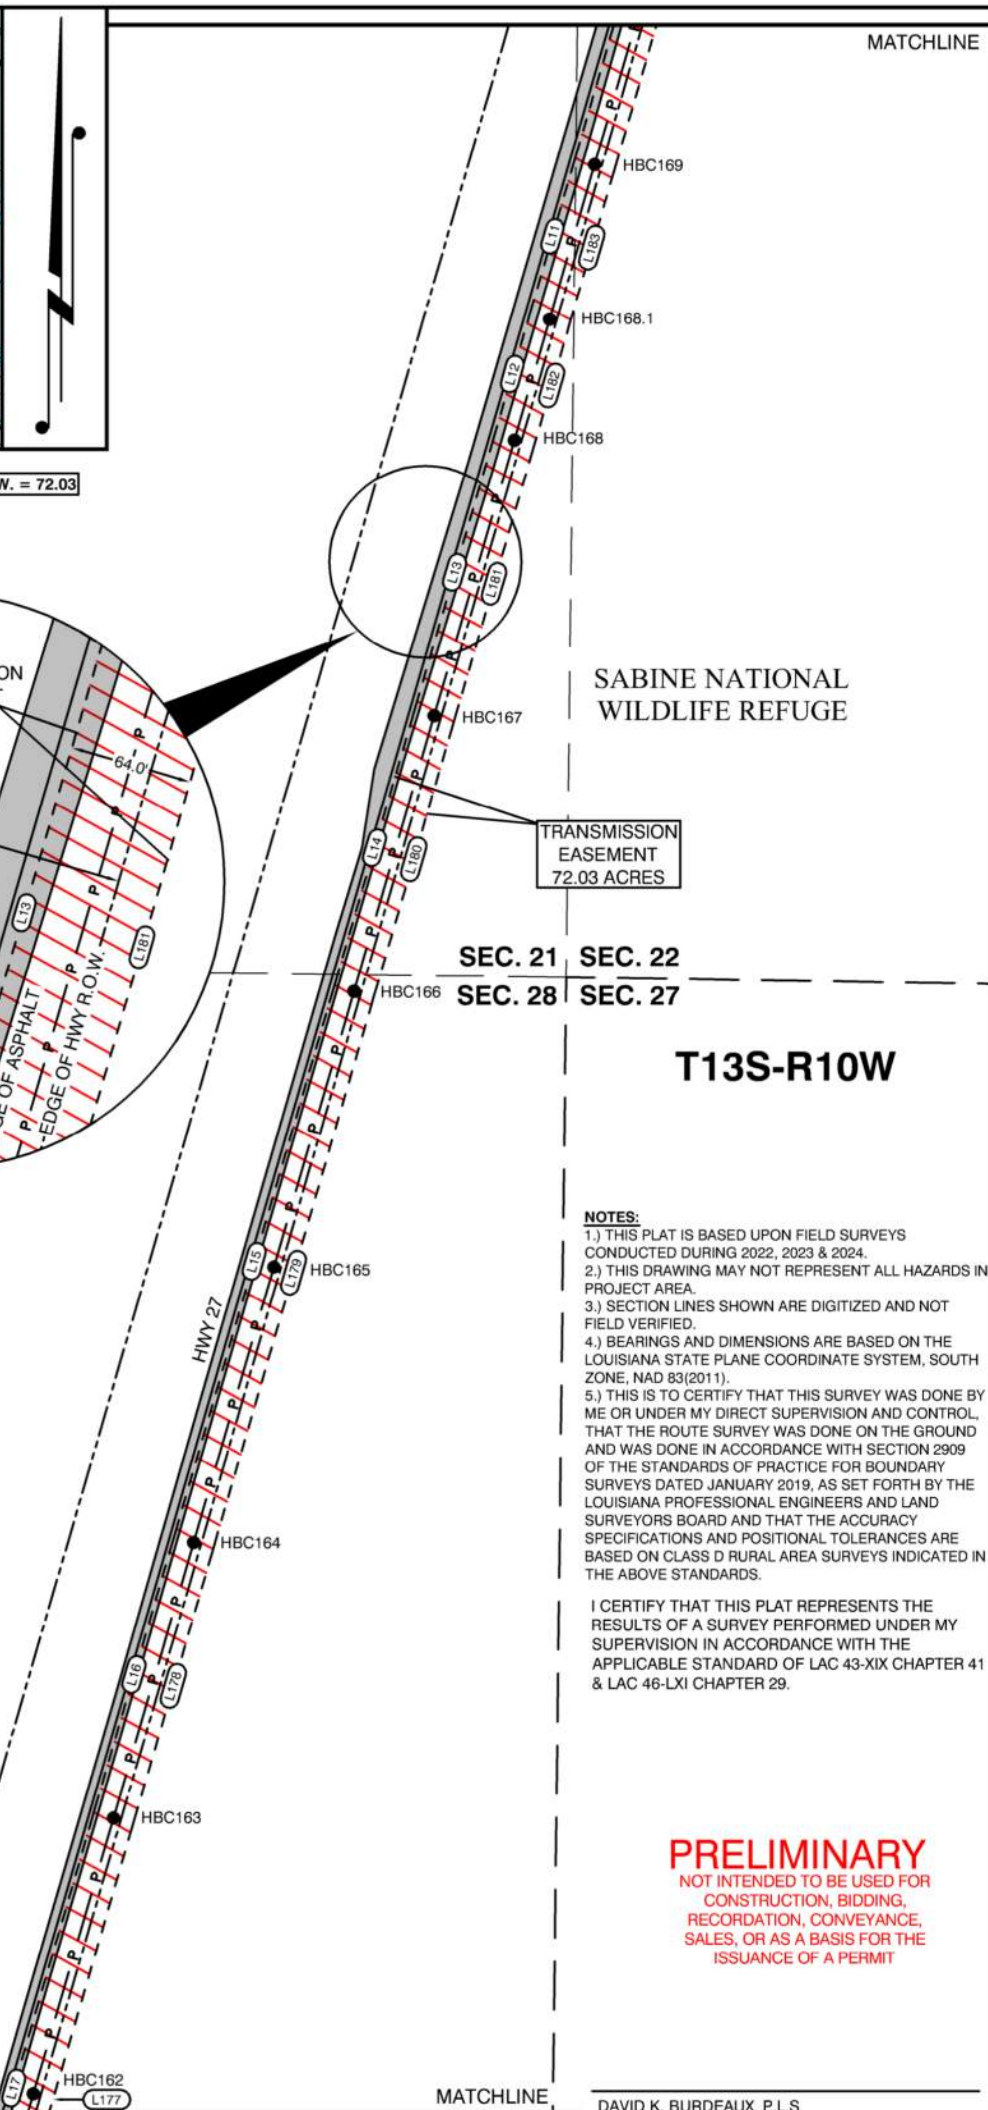 MATCHLINE
HBC169
L11
L183
HBC168.1
L12
L182
HBC168
W. = 72.03
L13
L181
SABINE NATIONAL
WILDLIFE REFUGE
HBC167
64.0'
TRANSMISSION
EASEMENT
72.03 ACRES
L14
L180
L13
L181
EDGE OF HWY R.O.W.
OF ASPHALT
SEC. 21 SEC. 22
HBC166
SEC. 28 SEC. 27
T13S-R10W
L15
L179
HBC165
HWY 27
NOTES:
1.) THIS PLAT IS BASED UPON FIELD SURVEYS
CONDUCTED DURING 2022, 2023 & 2024.
2.) THIS DRAWING MAY NOT REPRESENT ALL HAZARDS IN
PROJECT AREA.
3.) SECTION LINES SHOWN ARE DIGITIZED AND NOT
FIELD VERIFIED.
4.) BEARINGS AND DIMENSIONS ARE BASED ON THE
LOUISIANA STATE PLANE COORDINATE SYSTEM, SOUTH
ZONE, NAD 83(2011).
5.) THIS IS TO CERTIFY THAT THIS SURVEY WAS DONE BY
ME OR UNDER MY DIRECT SUPERVISION AND CONTROL,
THAT THE ROUTE SURVEY WAS DONE ON THE GROUND
AND WAS DONE IN ACCORDANCE WITH SECTION 2909
OF THE STANDARDS OF PRACTICE FOR BOUNDARY
SURVEYS DATED JANUARY 2019, AS SET FORTH BY THE
LOUISIANA PROFESSIONAL ENGINEERS AND LAND
SURVEYORS BOARD AND THAT THE ACCURACY
SPECIFICATIONS AND POSITIONAL TOLERANCES ARE
BASED ON CLASS D RURAL AREA SURVEYS INDICATED IN
THE ABOVE STANDARDS.
I CERTIFY THAT THIS PLAT REPRESENTS THE
RESULTS OF A SURVEY PERFORMED UNDER MY
SUPERVISION IN ACCORDANCE WITH THE
APPLICABLE STANDARD OF LAC 43-XIX CHAPTER 41
& LAC 46-LXI CHAPTER 29.
HBC164
L16
L178
HBC163
PRELIMINARY
NOT INTENDED TO BE USED FOR
CONSTRUCTION, BIDDING,
RECORDATION, CONVEYANCE,
SALES, OR AS A BASIS FOR THE
ISSUANCE OF A PERMIT
HBC162
L17
L177
MATCHLINE
DAVID K. BURDEAUX, P.L.S.